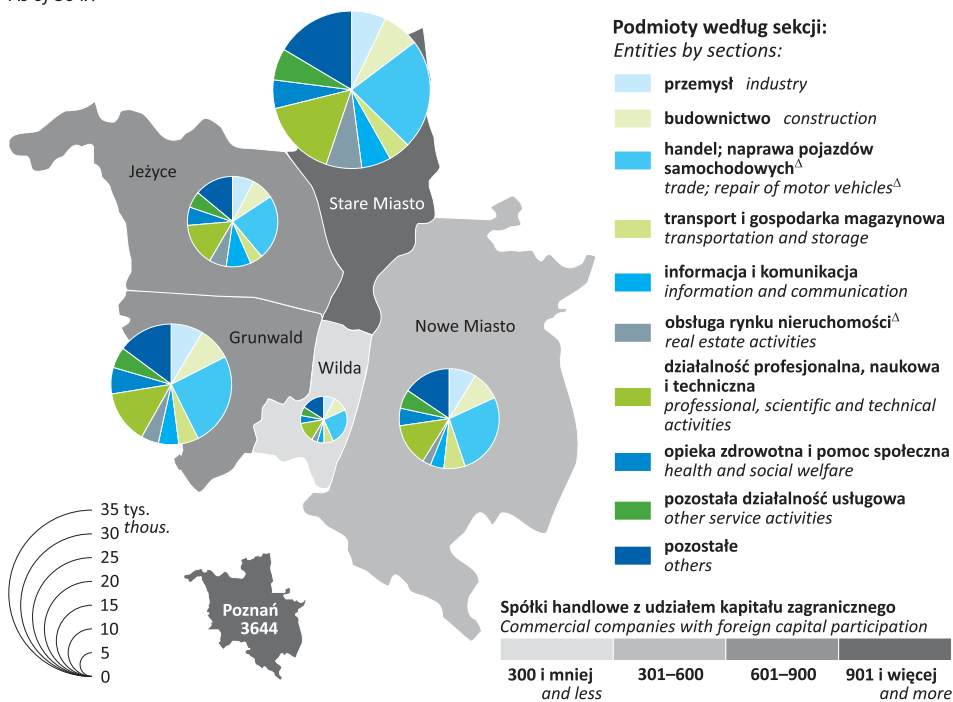 Podmioty według sekcji:
Entities by sections:
przemysł industry
budownictwo construction
handel; naprawa pojazdów
samochodowychΔ
trade; repair of motor vehiclesΔ
transport i gospodarka magazynowa
transportation and storage
informacja i komunikacja
information and communication
obsługa rynku nieruchomościΔ
real estate activities
działalność profesjonalna, naukowa
i techniczna
professional, scientific and technical
activities
opieka zdrowotna i pomoc społeczna
health and social welfare
pozostała działalność usługowa
other service activities
pozostałe
others
Jeżyce
Stare Miasto
Grunwald
Nowe Miasto
Wilda
35 tys.
thous.
30
25
20
15
10
5
0
Poznań
3644
Spółki handlowe z udziałem kapitału zagranicznego
Commercial companies with foreign capital participation
300 i mniej
and less
301–600
601–900
901 i więcej
and more